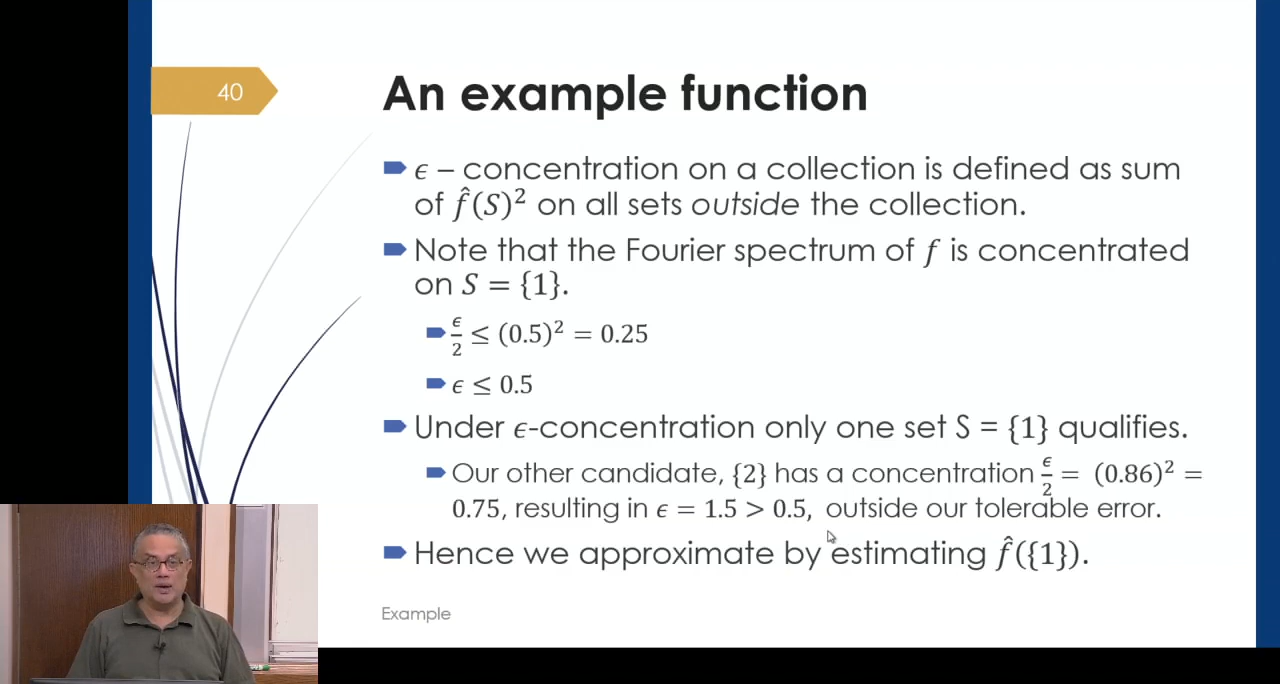 40
An example function
ϵ – concentration on a collection is defined as sum
of f̂(S)² on all sets outside the collection.
Note that the Fourier spectrum of f is concentrated
on S = {1}.
ϵ/2 ≤ (0.5)² = 0.25
ϵ ≤ 0.5
Under ϵ-concentration only one set S = {1} qualifies.
Our other candidate, {2} has a concentration ϵ/2 = (0.86)² =
0.75, resulting in ϵ = 1.5 > 0.5, outside our tolerable error.
Hence we approximate by estimating f̂({1}).
Example